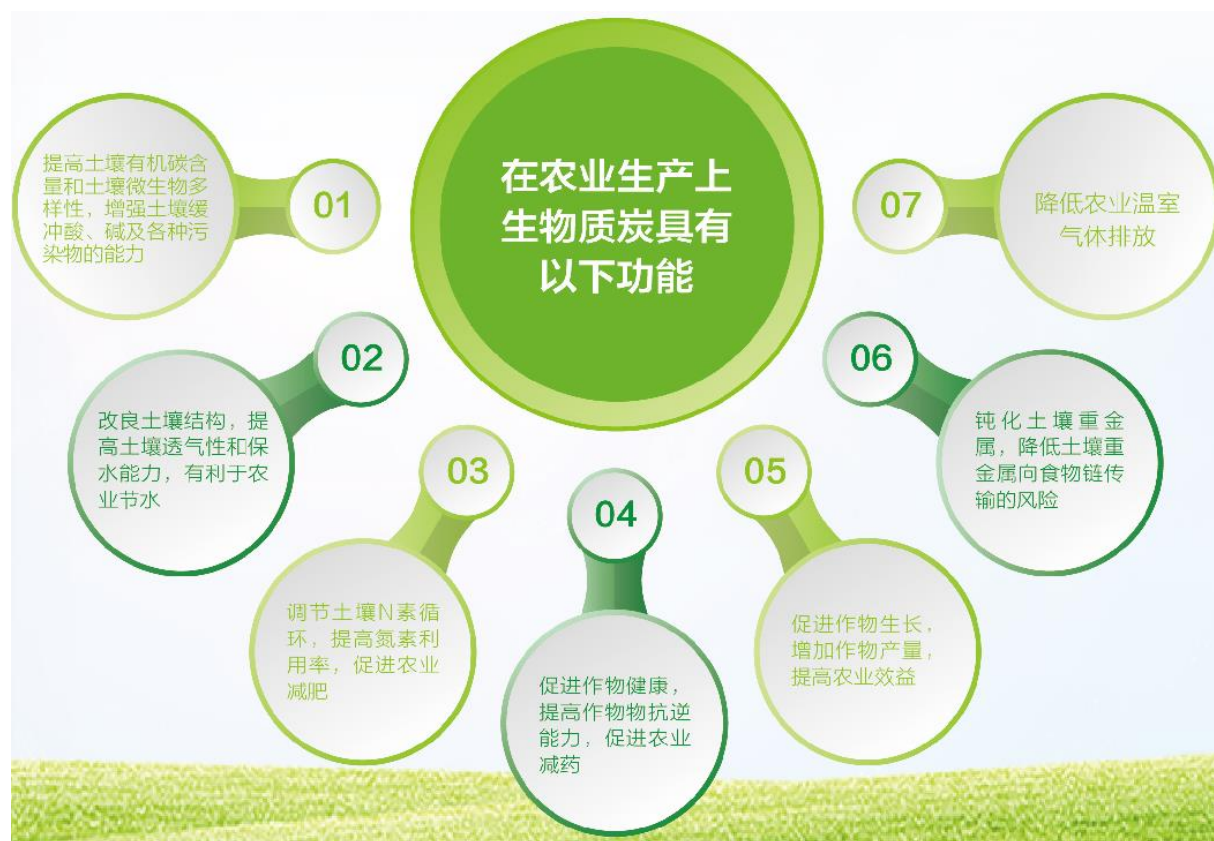 在农业生产上
生物质炭具有
以下功能
01
提高土壤有机碳含
量和土壤微生物多
样性，增强土壤缓
冲酸、碱及各种污
染物的能力
02
改良土壤结构，提
高土壤透气性和保
水能力，有利于农
业节水
03
调节土壤N素循
环，提高氮素利
用率，促进农业
减肥
04
促进作物健康，
提高作物物抗逆
能力，促进农业
减药
05
促进作物生长，
增加作物产量，
提高农业效益
06
钝化土壤重金
属，降低土壤重
金属向食物链传
输的风险
07
降低农业温室
气休排放